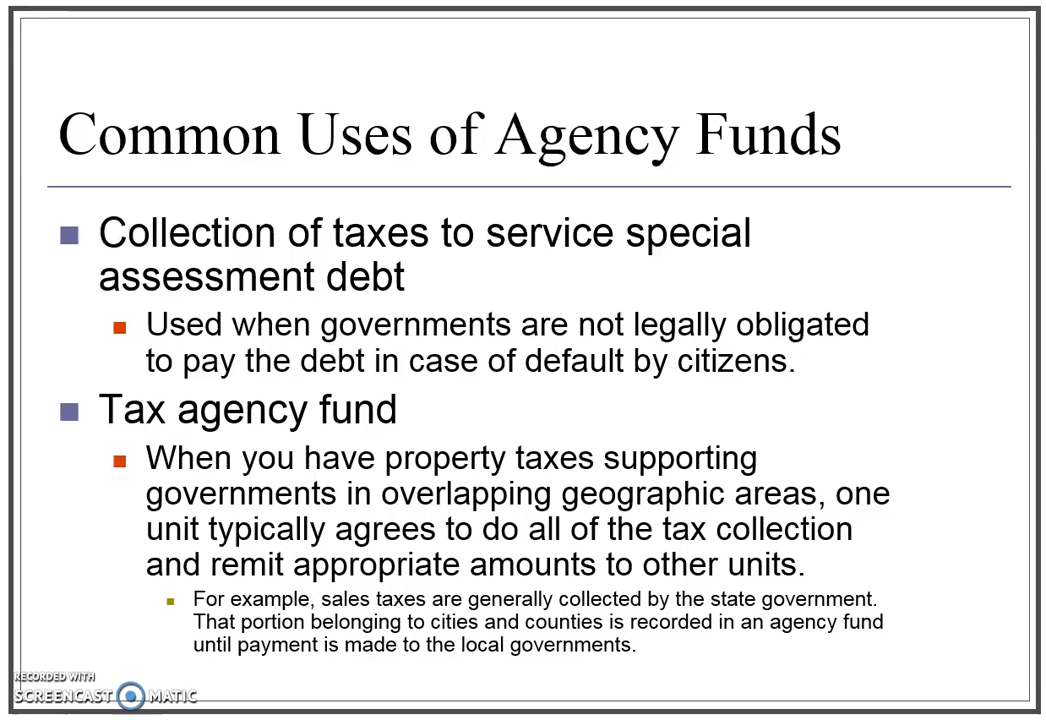 Common Uses of Agency Funds
Collection of taxes to service special
assessment debt
Used when governments are not legally obligated
to pay the debt in case of default by citizens.
Tax agency fund
When you have property taxes supporting
governments in overlapping geographic areas, one
unit typically agrees to do all of the tax collection
and remit appropriate amounts to other units.
For example, sales taxes are generally collected by the state government.
That portion belonging to cities and counties is recorded in an agency fund
until payment is made to the local governments.
RECORDED WITH
SCREENCAST MATIC